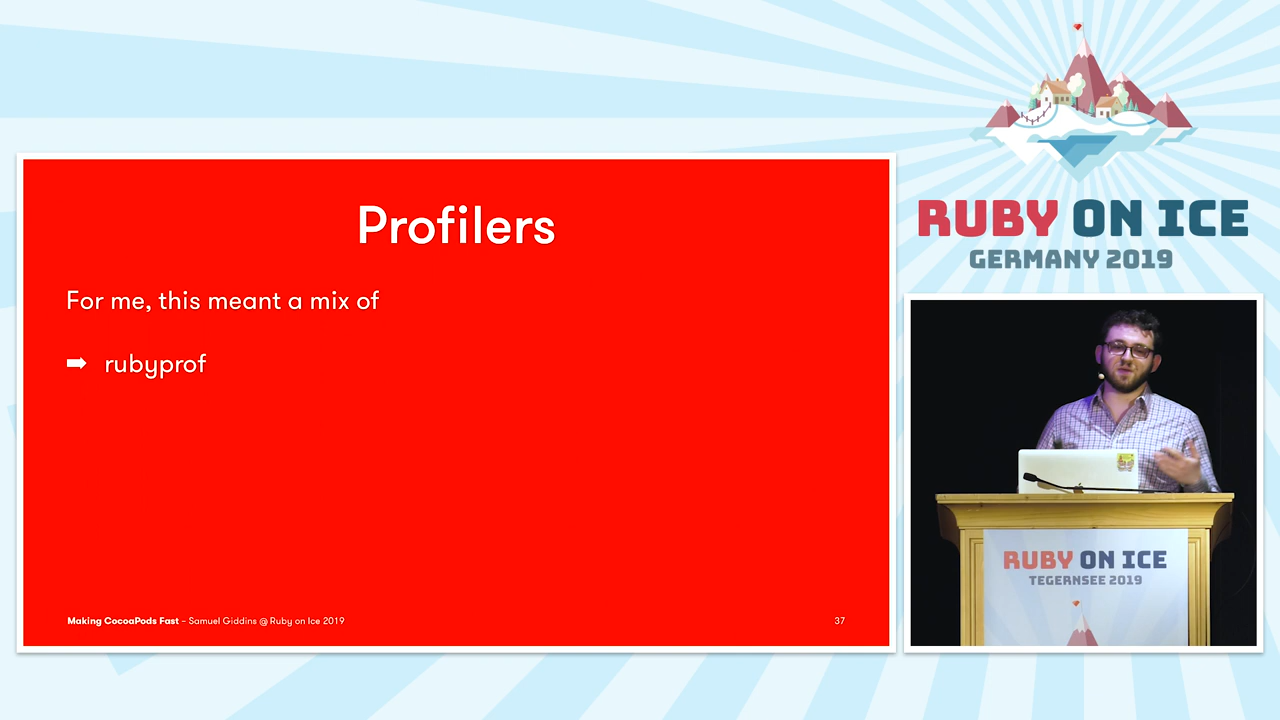 Profilers
For me, this meant a mix of
➡ rubyprof
Making CocoaPods Fast – Samuel Giddins @ Ruby on Ice 2019
37
RUBY ON ICE
GERMANY 2019
RUBY ON ICE
TEGERNSEE 2019